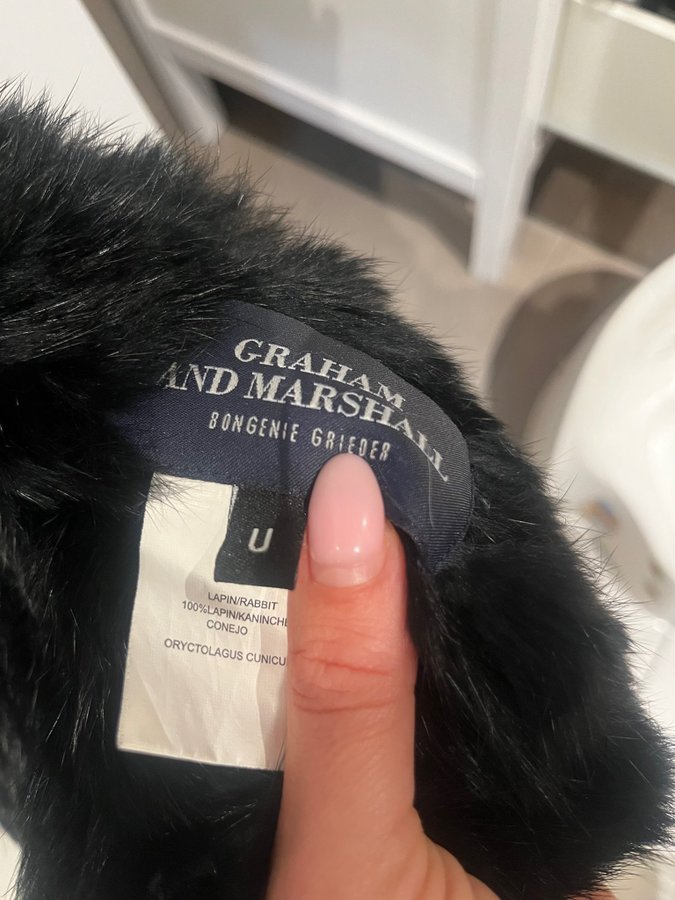 GRAHAM
AND MARSHALL
BONGENIE GRIEDER
U
LAPIN/RABBIT
100%LAPIN/KANINCHE
CONEJO
ORYCTOLAGUS CUNICU